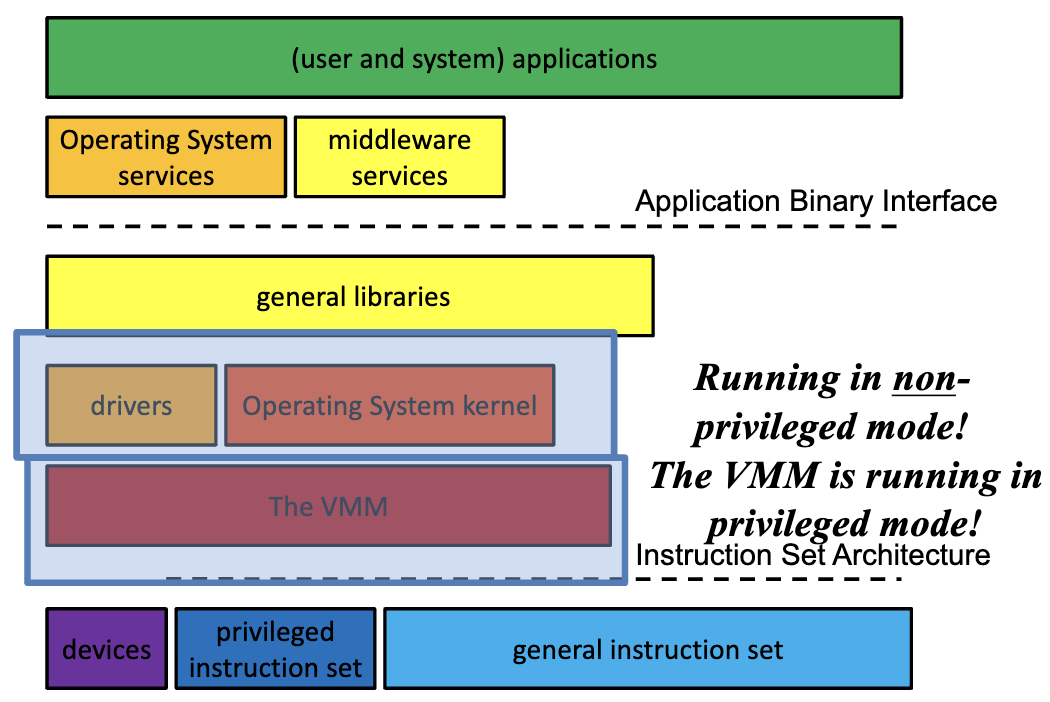 (user and system) applications
Operating System
services
middleware
services
Application Binary Interface
general libraries
drivers
Operating System kernel
Running in non-
privileged mode!
The VMM is running in
privileged mode!
The VMM
Instruction Set Architecture
devices
privileged
instruction set
general instruction set